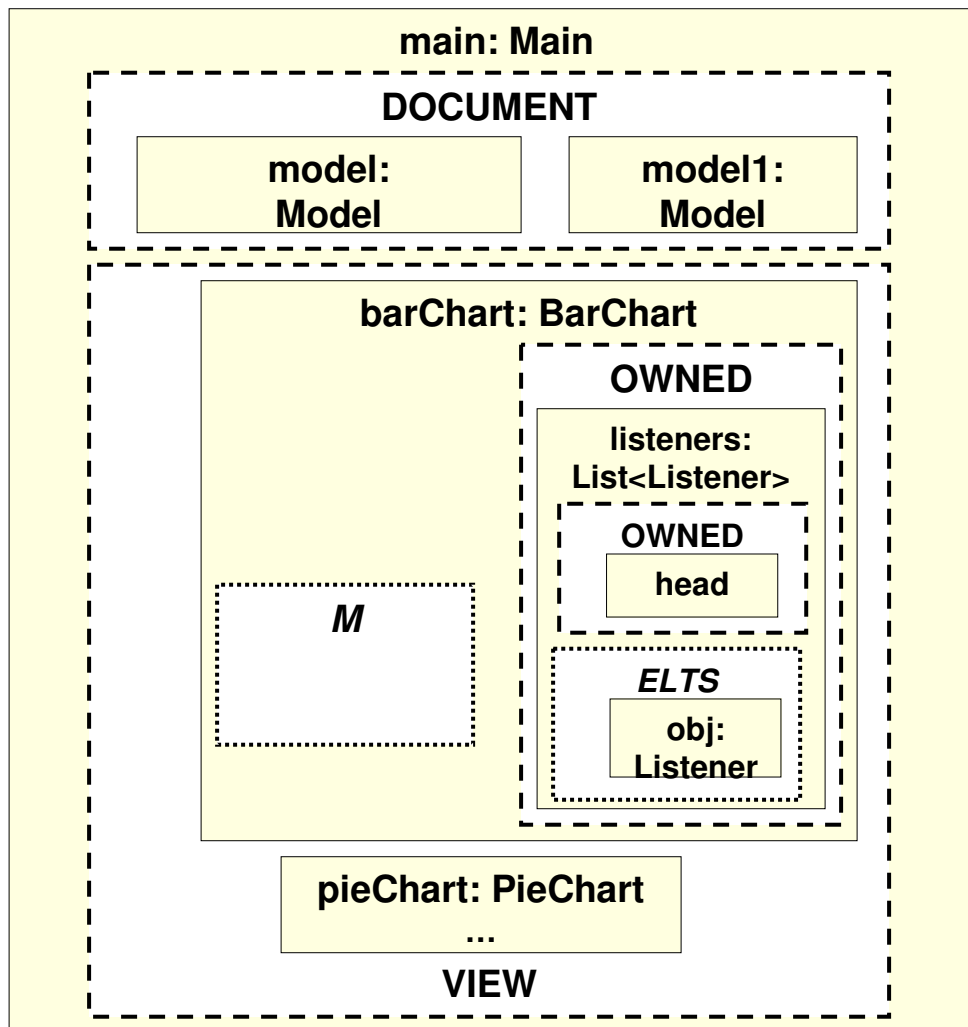 main: Main
DOCUMENT
model:
Model
model1:
Model
barChart: BarChart
OWNED
listeners:
List<Listener>
OWNED
head
M
ELTS
obj:
Listener
pieChart: PieChart
...
VIEW